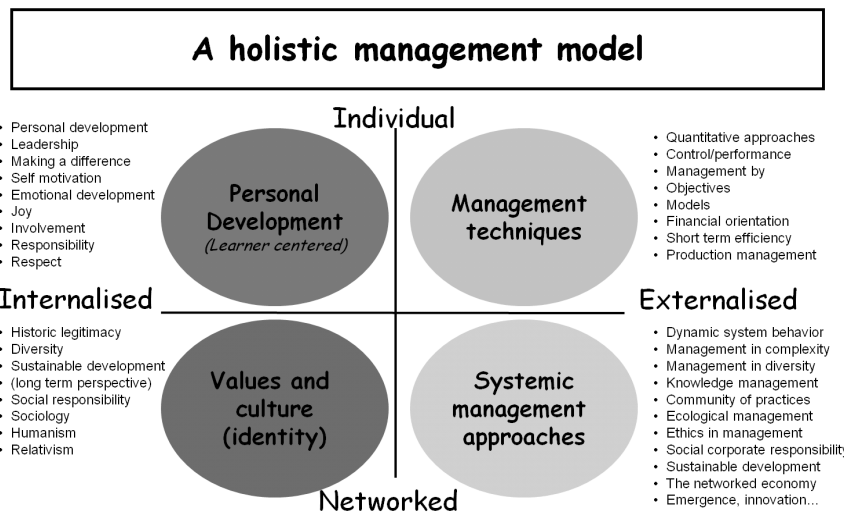 A holistic management model
Individual
• Personal development
• Leadership
• Making a difference
• Self motivation
• Emotional development
• Joy
• Involvement
• Responsibility
• Respect
Personal
Development
(Learner centered)
Management
techniques
• Quantitative approaches
• Control/performance
• Management by
• Objectives
• Models
• Financial orientation
• Short term efficiency
• Production management
Internalised
Externalised
• Historic legitimacy
• Diversity
• Sustainable development
• (long term perspective)
• Social responsibility
• Sociology
• Humanism
• Relativism
Values and
culture
(identity)
Systemic
management
approaches
• Dynamic system behavior
• Management in complexity
• Management in diversity
• Knowledge management
• Community of practices
• Ecological management
• Ethics in management
• Social corporate responsibility
• Sustainable development
• The networked economy
• Emergence, innovation...
Networked